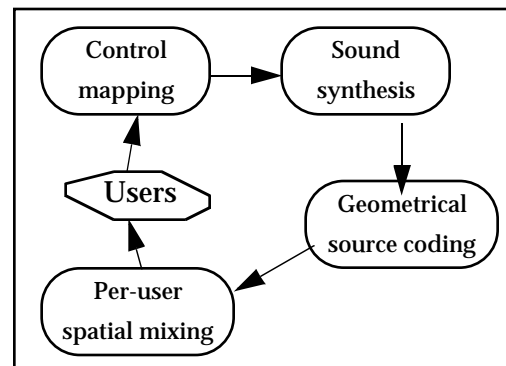 Control
mapping
Sound
synthesis
Users
Geometrical
source coding
Per-user
spatial mixing